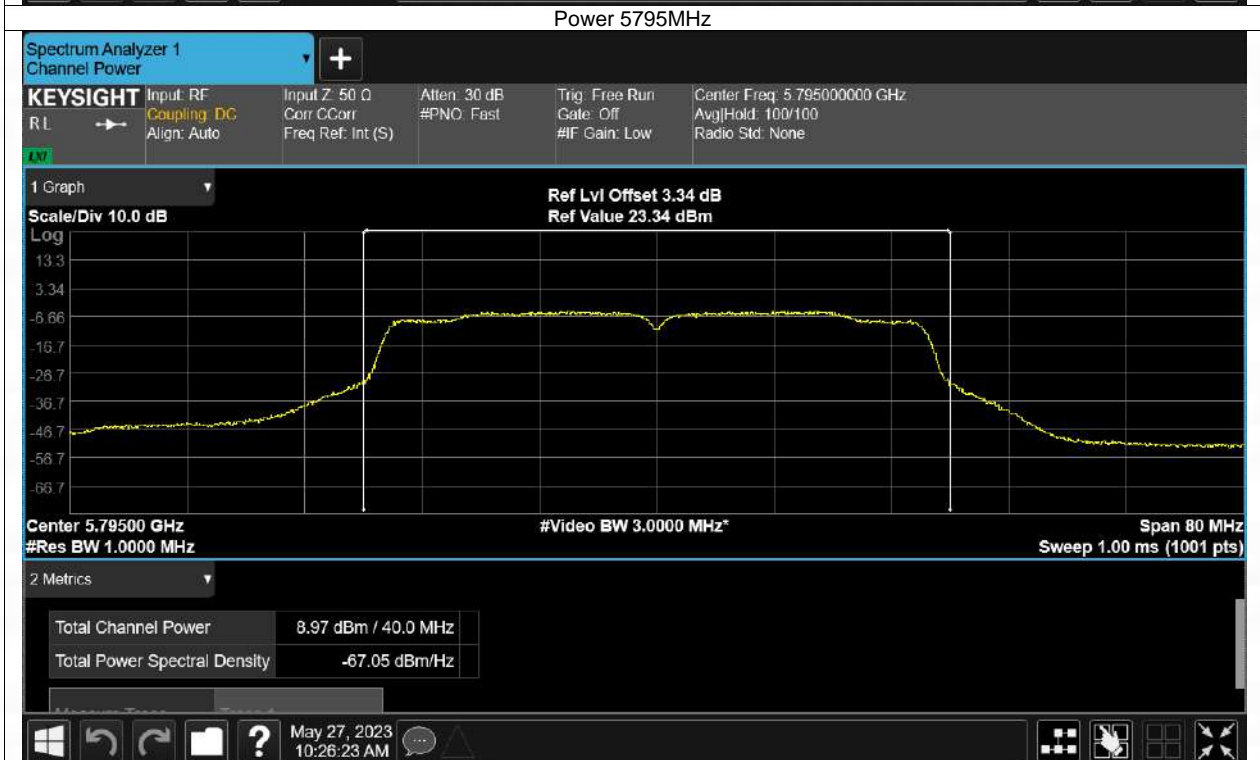 Power 5795MHz
Spectrum Analyzer 1
Channel Power
+
KEYSIGHT
RL
LXI
Input: RF
Coupling: DC
Align: Auto
Input Z: 50 Ω
Corr CCorr
Freq Ref: Int (S)
Atten: 30 dB
#PNO: Fast
Trig: Free Run
Gate: Off
#IF Gain: Low
Center Freq: 5.795000000 GHz
Avg|Hold: 100/100
Radio Std: None
1 Graph
Scale/Div 10.0 dB
Ref Lvl Offset 3.34 dB
Ref Value 23.34 dBm
Log
13.3
3.34
-6.66
-16.7
-26.7
-36.7
-46.7
-56.7
-66.7
Center 5.79500 GHz
#Res BW 1.0000 MHz
#Video BW 3.0000 MHz*
Span 80 MHz
Sweep 1.00 ms (1001 pts)
2 Metrics
Total Channel Power 8.97 dBm / 40.0 MHz
Total Power Spectral Density -67.05 dBm/Hz
?
May 27, 2023
10:26:23 AM